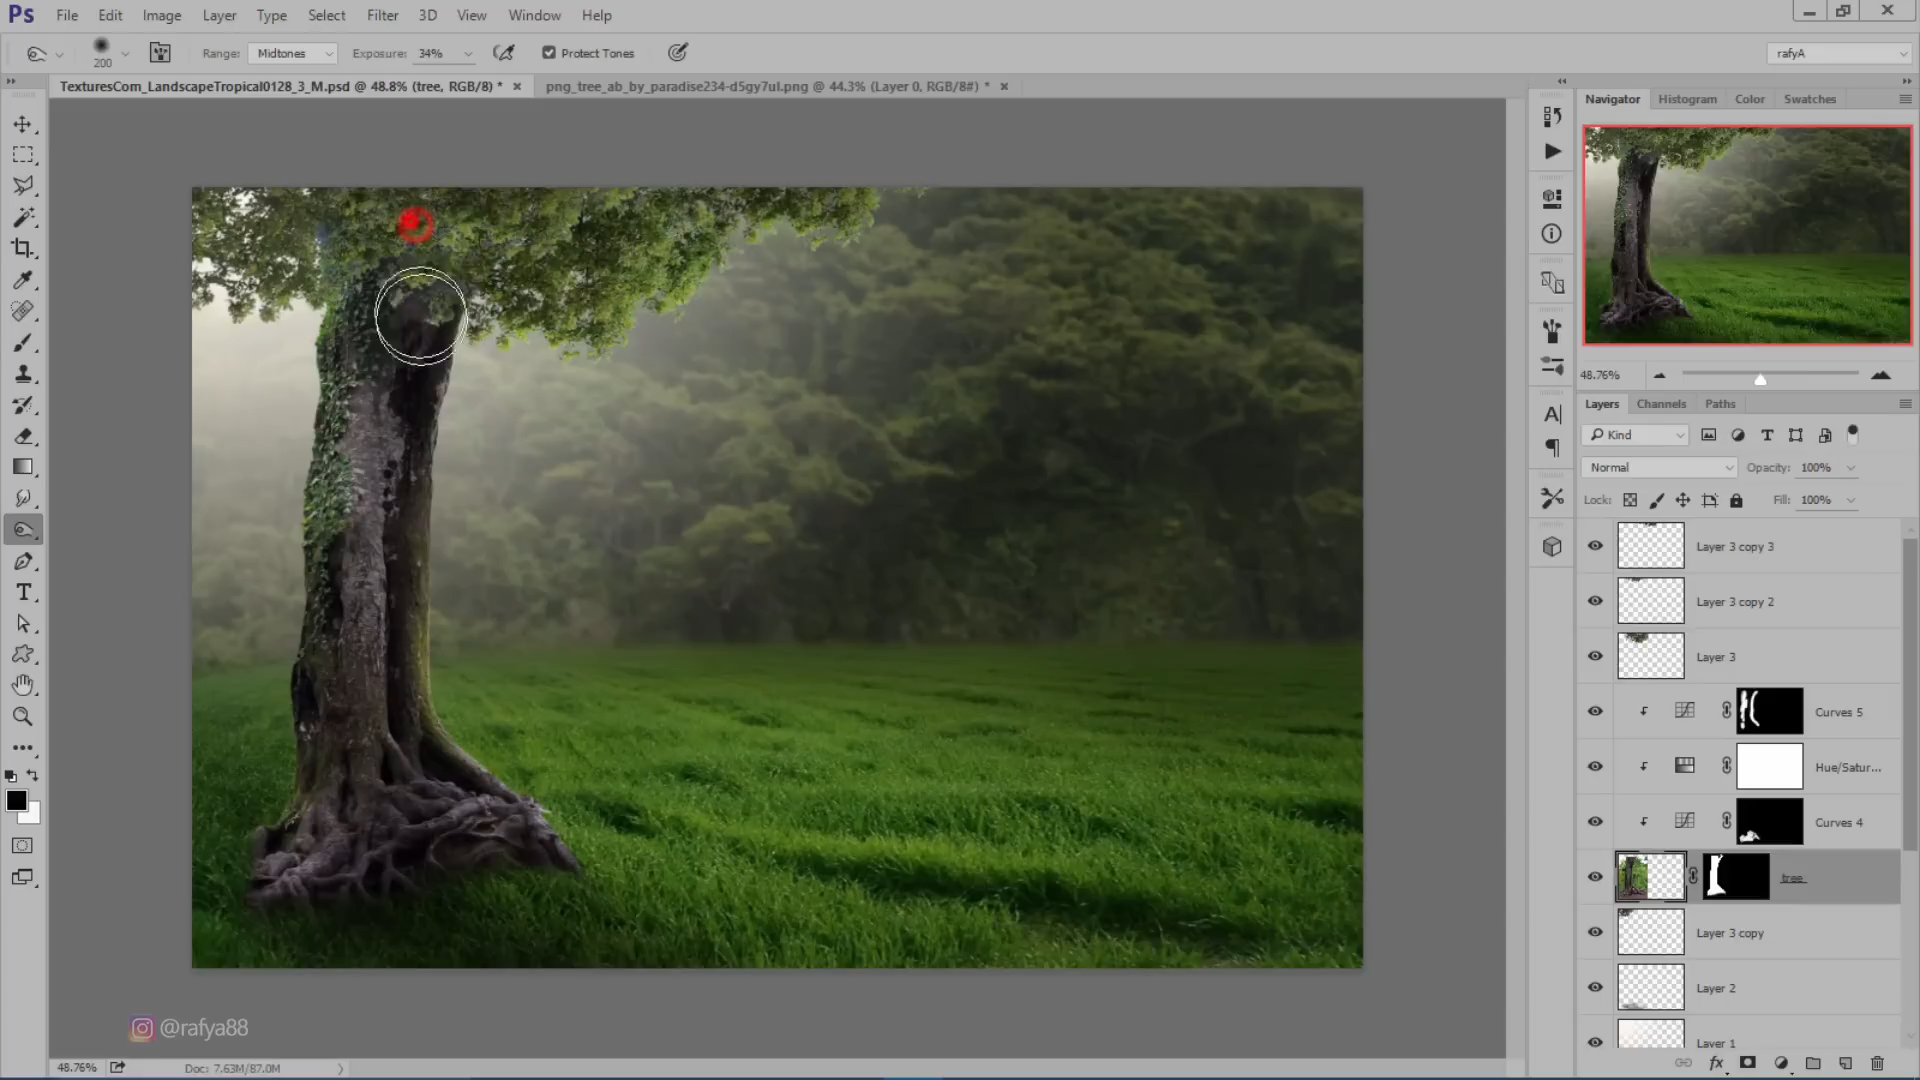 Ps File Edit Image Layer Type Select Filter 3D View Window Help
200 Range: Midtones Exposure: 34% Protect Tones rafyA
TexturesCom_LandscapeTropical0128_3_M.psd @ 48.8% (tree, RGB/8) * × png_tree_ab_by_paradise234-d5gy7ul.png @ 44.3% (Layer 0, RGB/8#) * ×
Navigator Histogram Color Swatches
48.76%
Layers Channels Paths
Kind
Normal Opacity: 100%
Lock: Fill: 100%
Layer 3 copy 3
Layer 3 copy 2
Layer 3
Curves 5
Hue/Satur...
Curves 4
tree
Layer 3 copy
Layer 2
Layer 1
@rafya88
48.76% Doc: 7.63M/87.0M